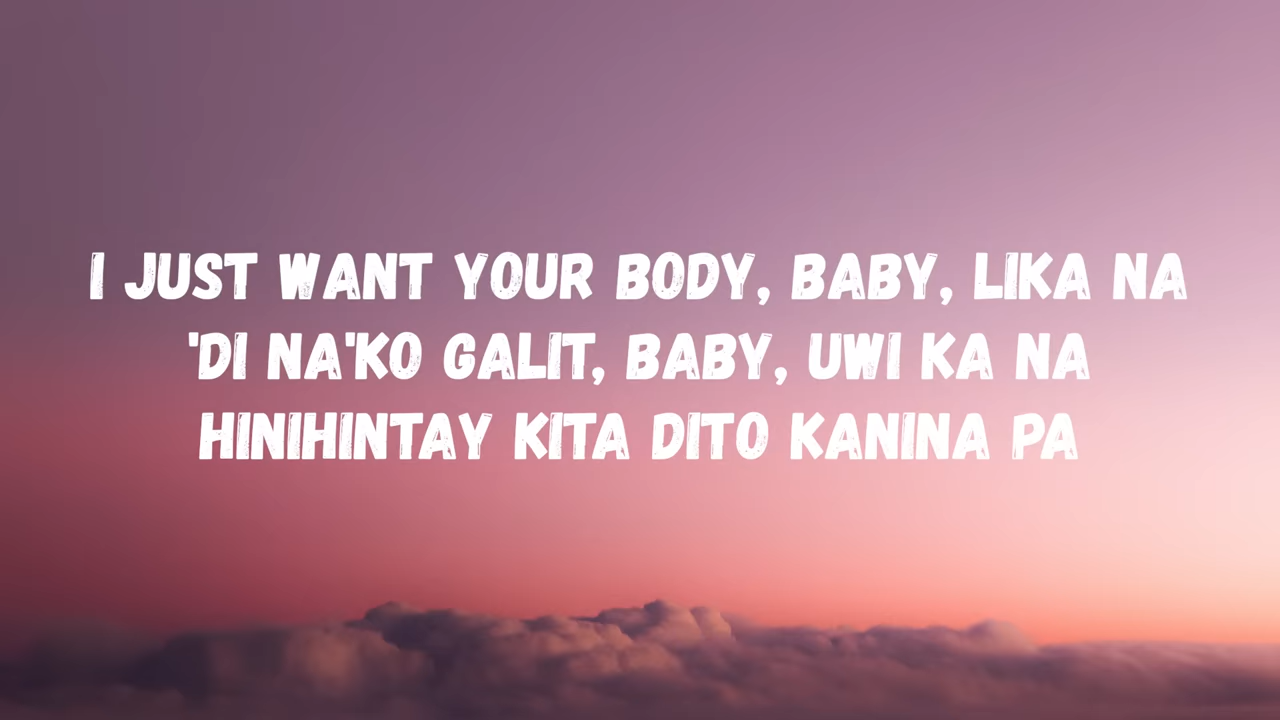 I JUST WANT YOUR BODY, BABY, LIKA NA
'DI NA'KO GALIT, BABY, UWI KA NA
HINIHINTAY KITA DITO KANINA PA